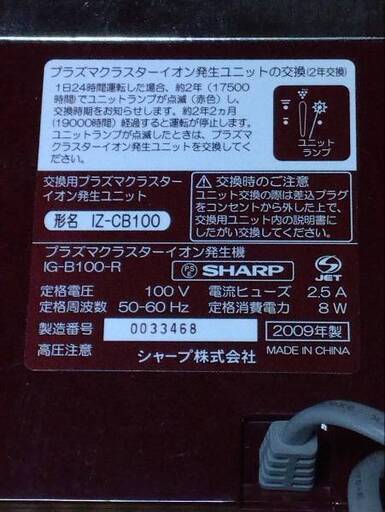 プラズマクラスターイオン発生ユニットの交換(2年交換)
1日24時間運転した場合、約2年(17500
時間)でユニットランプが点滅(赤色)し、
交換時期をお知らせします。約2年2ヵ月
(19000時間)経過すると運転が停止します。
ユニットランプが点滅したときは、プラズマ
クラスターイオン発生ユニットを交換してく
ださい。
ユニット
ランプ
交換用プラズマクラスター
イオン発生ユニット
形名 IZ-CB100
⚠ 交換時のご注意
ユニット交換の際は差込プラグ
をコンセントから外した上で、
交換用ユニット内の説明書にし
たがい交換してください。
プラズマクラスターイオン発生機
IG-B100-R
PSE SHARP
S JET
定格電圧 100 V 電流ヒューズ 2.5 A
定格周波数 50-60 Hz 定格消費電力 8 W
製造番号 0033468 2009年製
高圧注意 シャープ株式会社 MADE IN CHINA